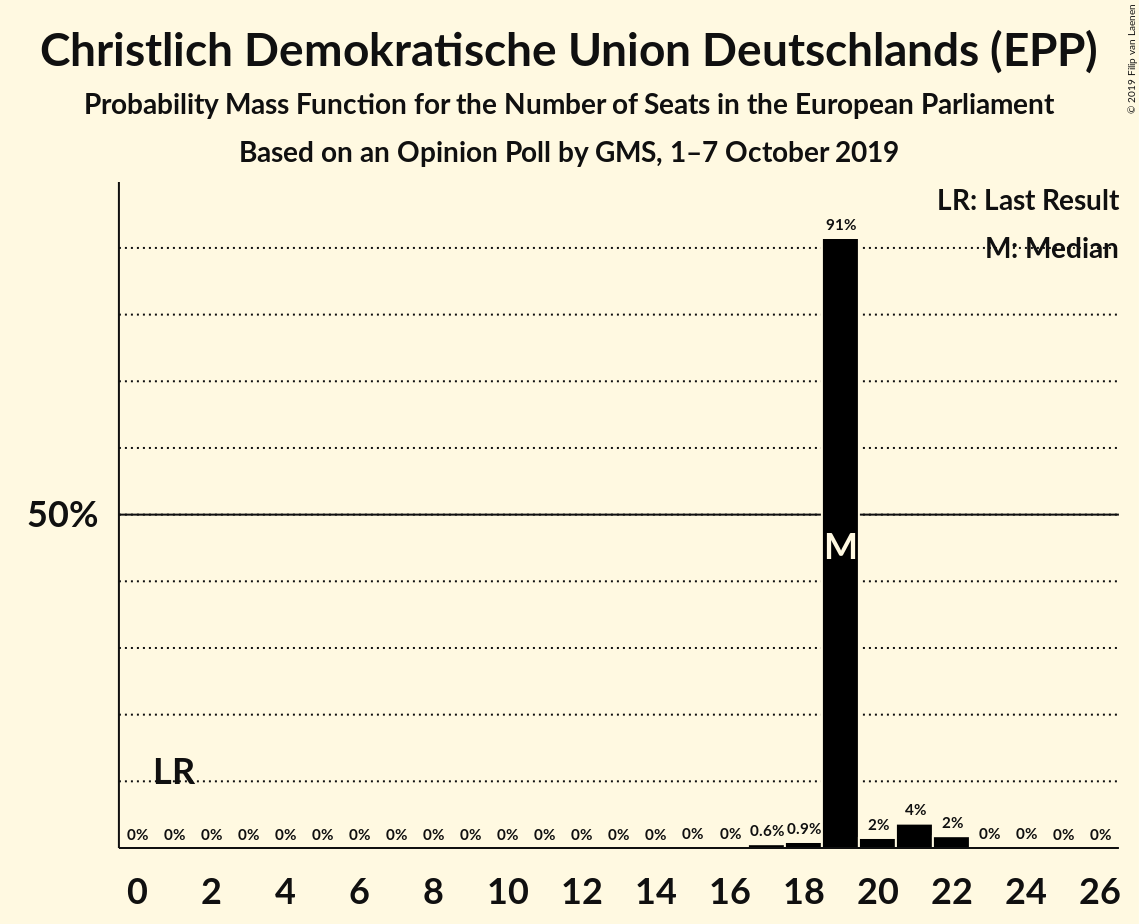 Christlich Demokratische Union Deutschlands (EPP)
Probability Mass Function for the Number of Seats in the European Parliament
Based on an Opinion Poll by GMS, 1–7 October 2019
© 2019 Filip van Laenen
LR: Last Result
M: Median
91%
50%
M
LR
0% 0% 0% 0% 0% 0% 0% 0% 0% 0% 0% 0% 0% 0% 0% 0% 0% 0.6% 0.9% 2% 4% 2% 0% 0% 0% 0%
0 2 4 6 8 10 12 14 16 18 20 22 24 26